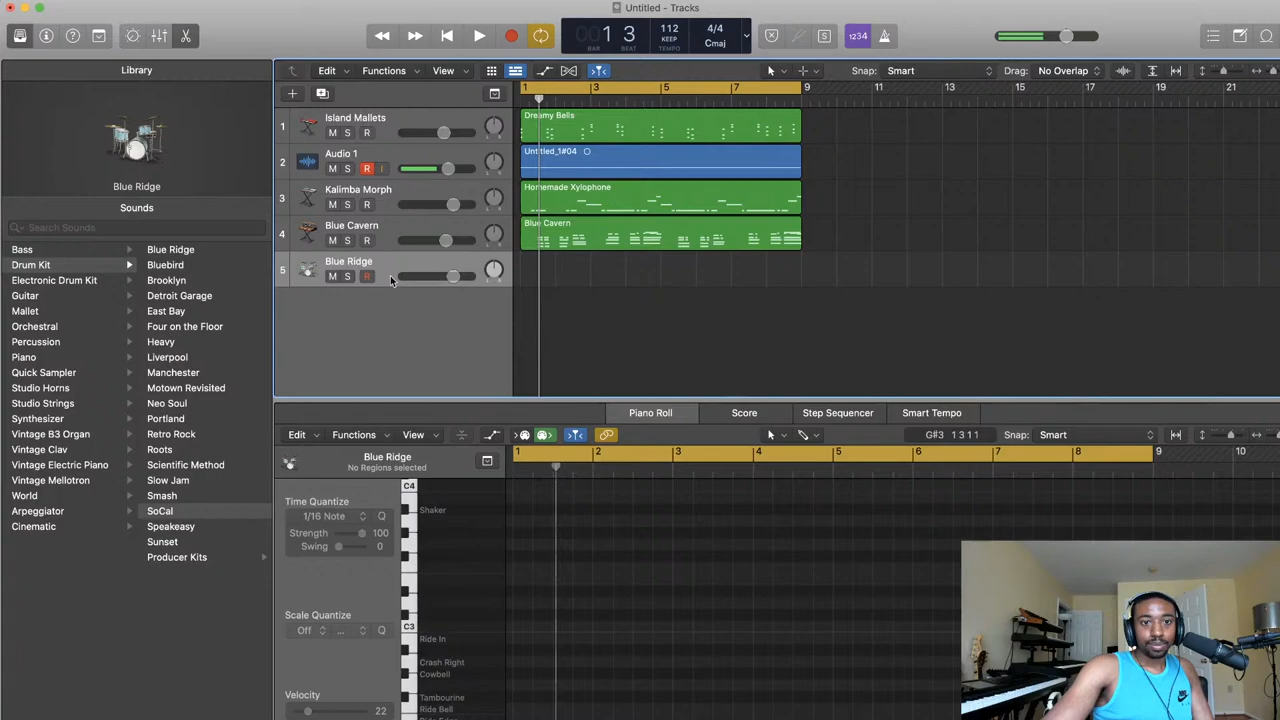 Untitled - Tracks
1 3
BAR BEAT
112
KEEP
TEMPO
4/4
Cmaj
1234
Library
Edit Functions View Snap: Smart Drag: No Overlap
1 3 5 7 9 11 13 15 17 19 21
Blue Ridge
Sounds
Search Sounds
Bass
Drum Kit
Electronic Drum Kit
Guitar
Mallet
Orchestral
Percussion
Piano
Quick Sampler
Studio Horns
Studio Strings
Synthesizer
Vintage B3 Organ
Vintage Clav
Vintage Electric Piano
Vintage Mellotron
World
Arpeggiator
Cinematic
Blue Ridge
Bluebird
Brooklyn
Detroit Garage
East Bay
Four on the Floor
Heavy
Liverpool
Manchester
Motown Revisited
Neo Soul
Portland
Retro Rock
Roots
Scientific Method
Slow Jam
Smash
SoCal
Speakeasy
Sunset
Producer Kits
1 Island Mallets
M S R
Dreamy Bells
2 Audio 1
M S R I
Untitled_1#04
3 Kalimba Morph
M S R
Homemade Xylophone
4 Blue Cavern
M S R
Blue Cavern
5 Blue Ridge
M S R
Piano Roll Score Step Sequencer Smart Tempo
Edit Functions View G#3 1 3 1 1 Snap: Smart
Blue Ridge
No Regions selected
1 2 3 4 5 6 7 8 9 10
Time Quantize
1/16 Note Q
Strength 100
Swing 0
Scale Quantize
Off ... Q
Velocity
22
C4
Shaker
C3
Ride In
Crash Right
Cowbell
Tambourine
Ride Bell